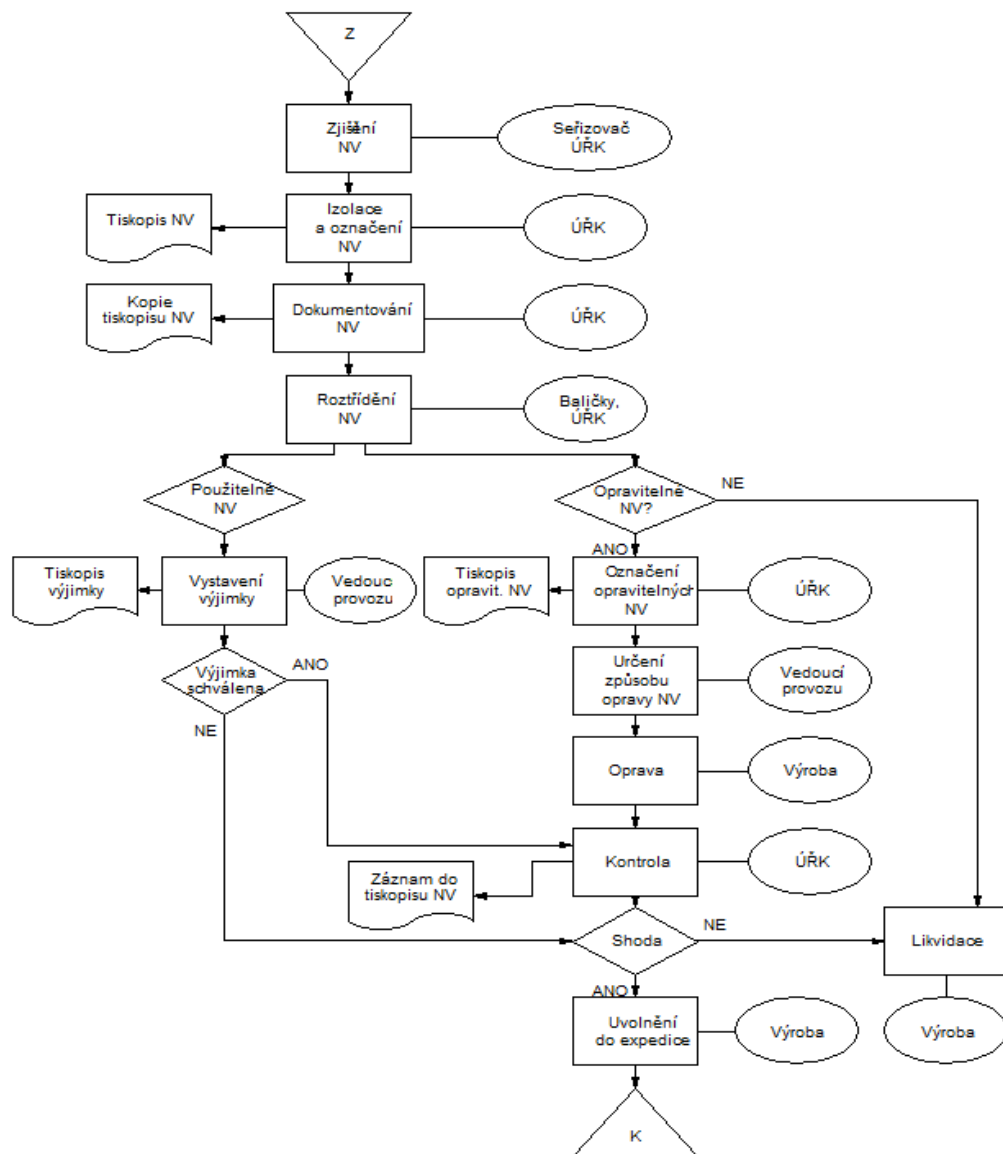 Z
Zjišění
NV
Seřizovač
ÚŘK
Tiskopis NV
Izolace
a označení
NV
ÚŘK
Kopie
tiskopisu NV
Dokumentování
NV
ÚŘK
Roztřídění
NV
Baličky,
ÚŘK
Použitelné
NV
Opravitelné
NV?
NE
ANO
Tiskopis
výjimky
Vystavení
výjimky
Vedouc
provozu
Tiskopis
opravit. NV
Označení
opravitelných
NV
ÚŘK
Výjimka
schválena
ANO
NE
Určení
způsobu
opravy NV
Vedoucí
provozu
Oprava
Výroba
Kontrola
ÚŘK
Záznam do
tiskopisu NV
Shoda
NE
Likvidace
ANO
Uvolnění
do expedice
Výroba
Výroba
K